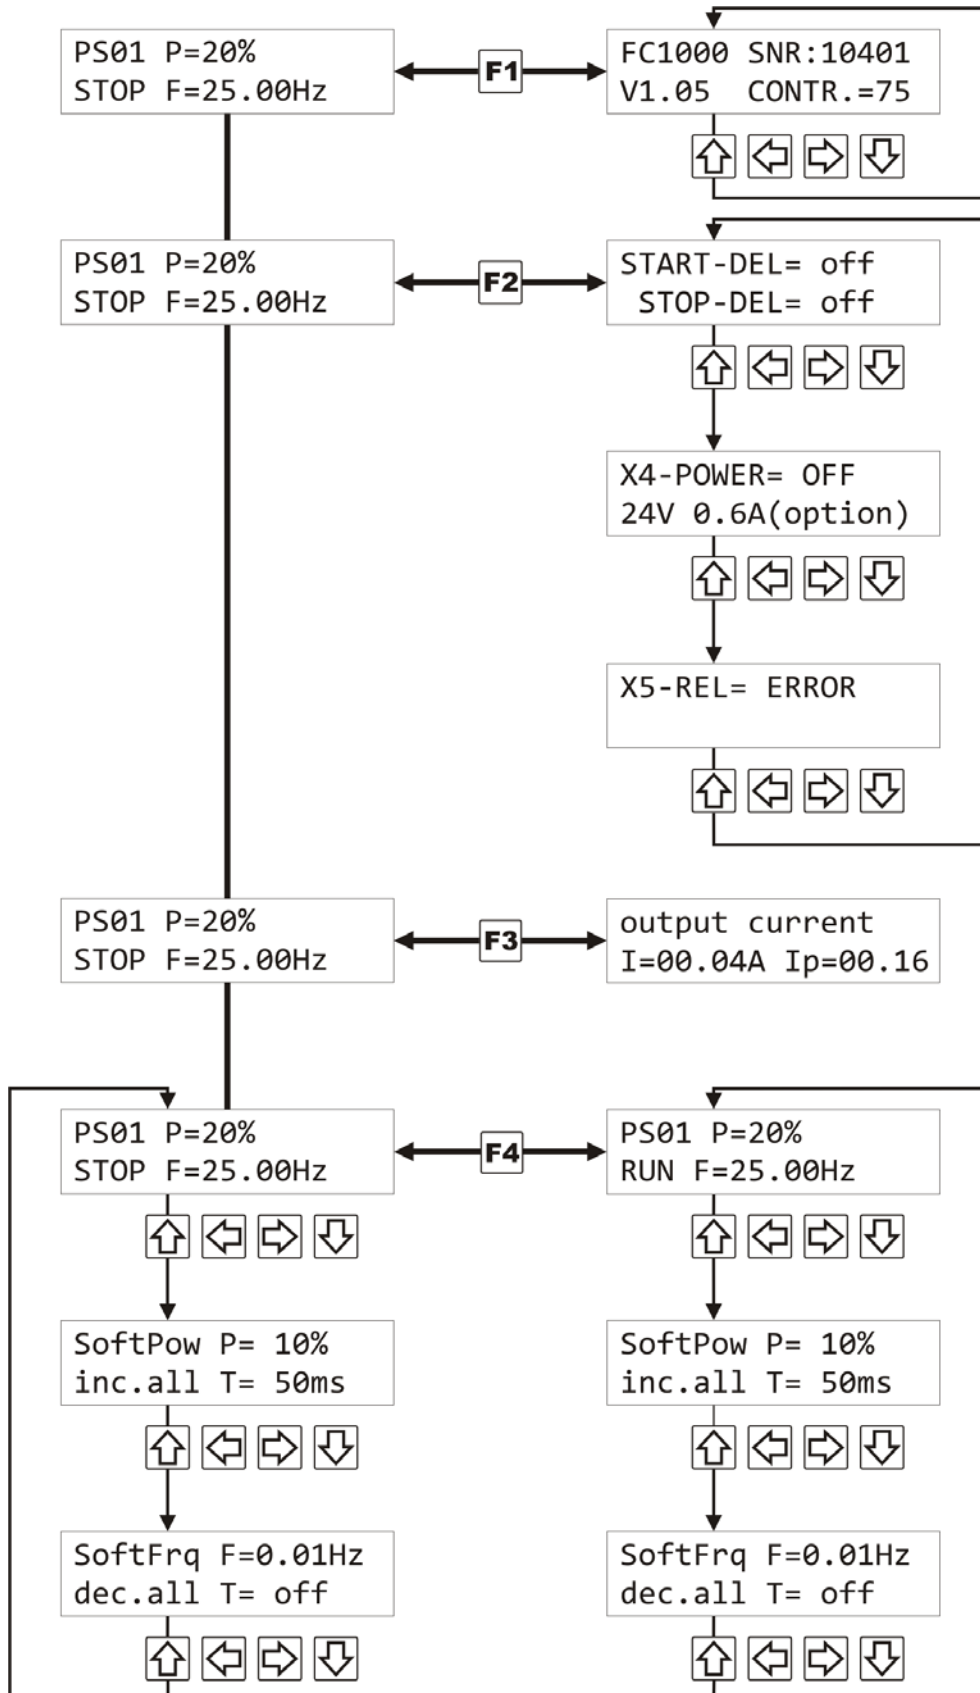 PS01 P=20%
STOP F=25.00Hz
F1
FC1000 SNR:10401
V1.05 CONTR.=75
PS01 P=20%
STOP F=25.00Hz
F2
START-DEL= off
STOP-DEL= off
X4-POWER= OFF
24V 0.6A(option)
X5-REL= ERROR
PS01 P=20%
STOP F=25.00Hz
F3
output current
I=00.04A Ip=00.16
PS01 P=20%
STOP F=25.00Hz
F4
PS01 P=20%
RUN F=25.00Hz
SoftPow P= 10%
inc.all T= 50ms
SoftPow P= 10%
inc.all T= 50ms
SoftFrq F=0.01Hz
dec.all T= off
SoftFrq F=0.01Hz
dec.all T= off